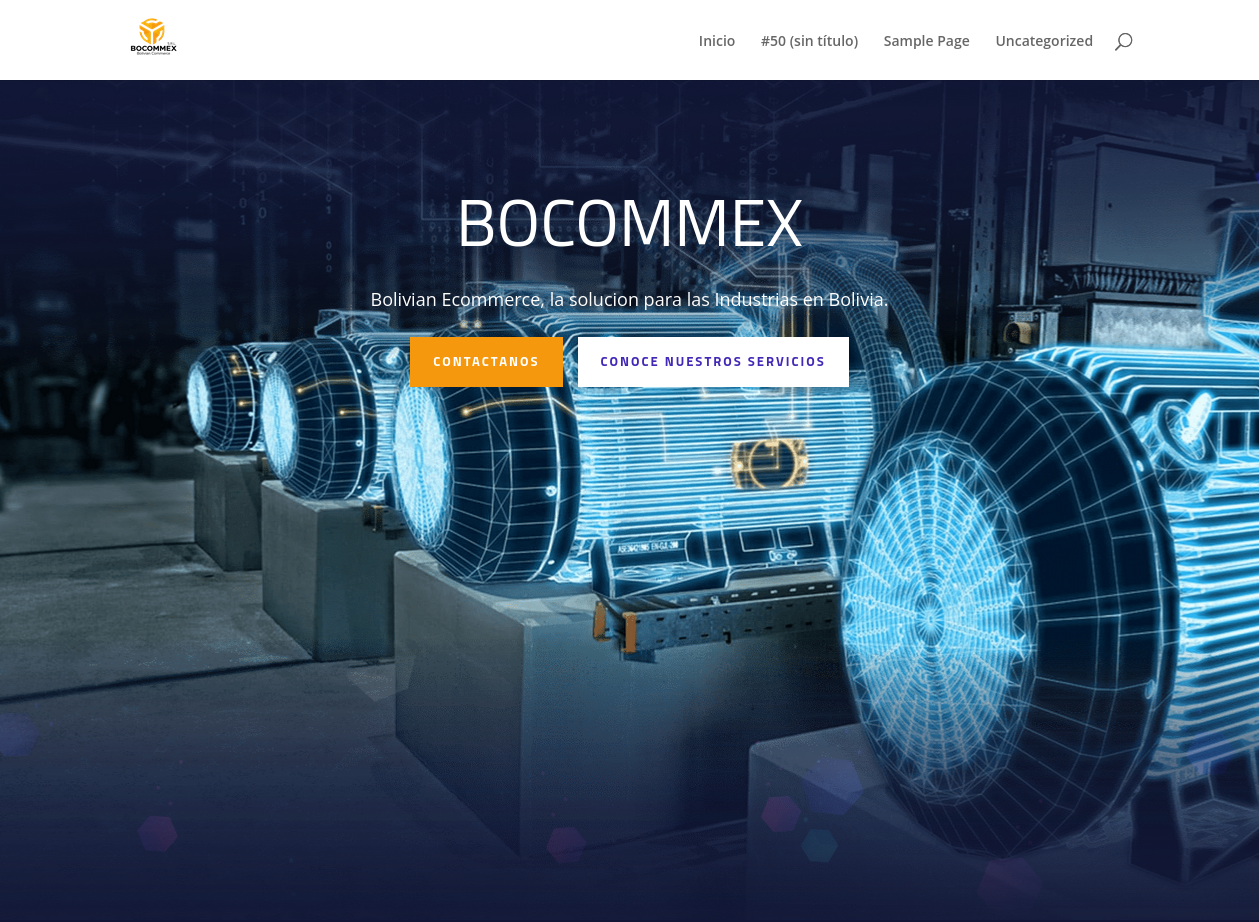 BOCOMMEX
Bolivian Commerce
Inicio #50 (sin título) Sample Page Uncategorized
BOCOMMEX
Bolivian Ecommerce, la solucion para las Industrias en Bolivia.
CONTACTANOS CONOCE NUESTROS SERVICIOS